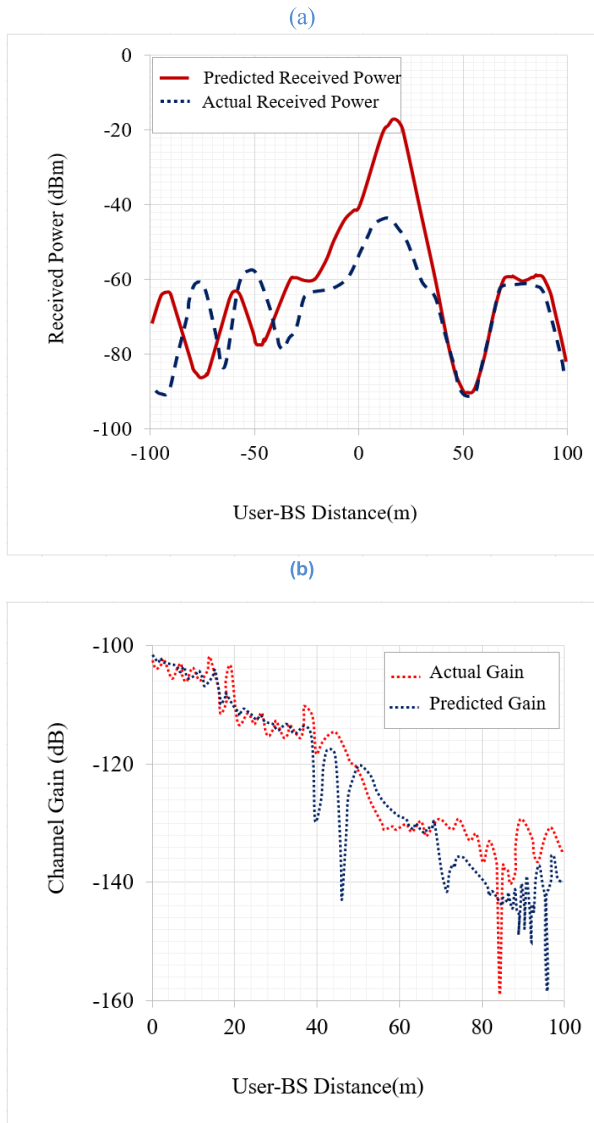 (a)
0
-20
-40
-60
-80
-100
Received Power (dBm)
Predicted Received Power
Actual Received Power
-100 -50 0 50 100
User-BS Distance(m)
(b)
-100
-120
-140
-160
Channel Gain (dB)
Actual Gain
Predicted Gain
0 20 40 60 80 100
User-BS Distance(m)